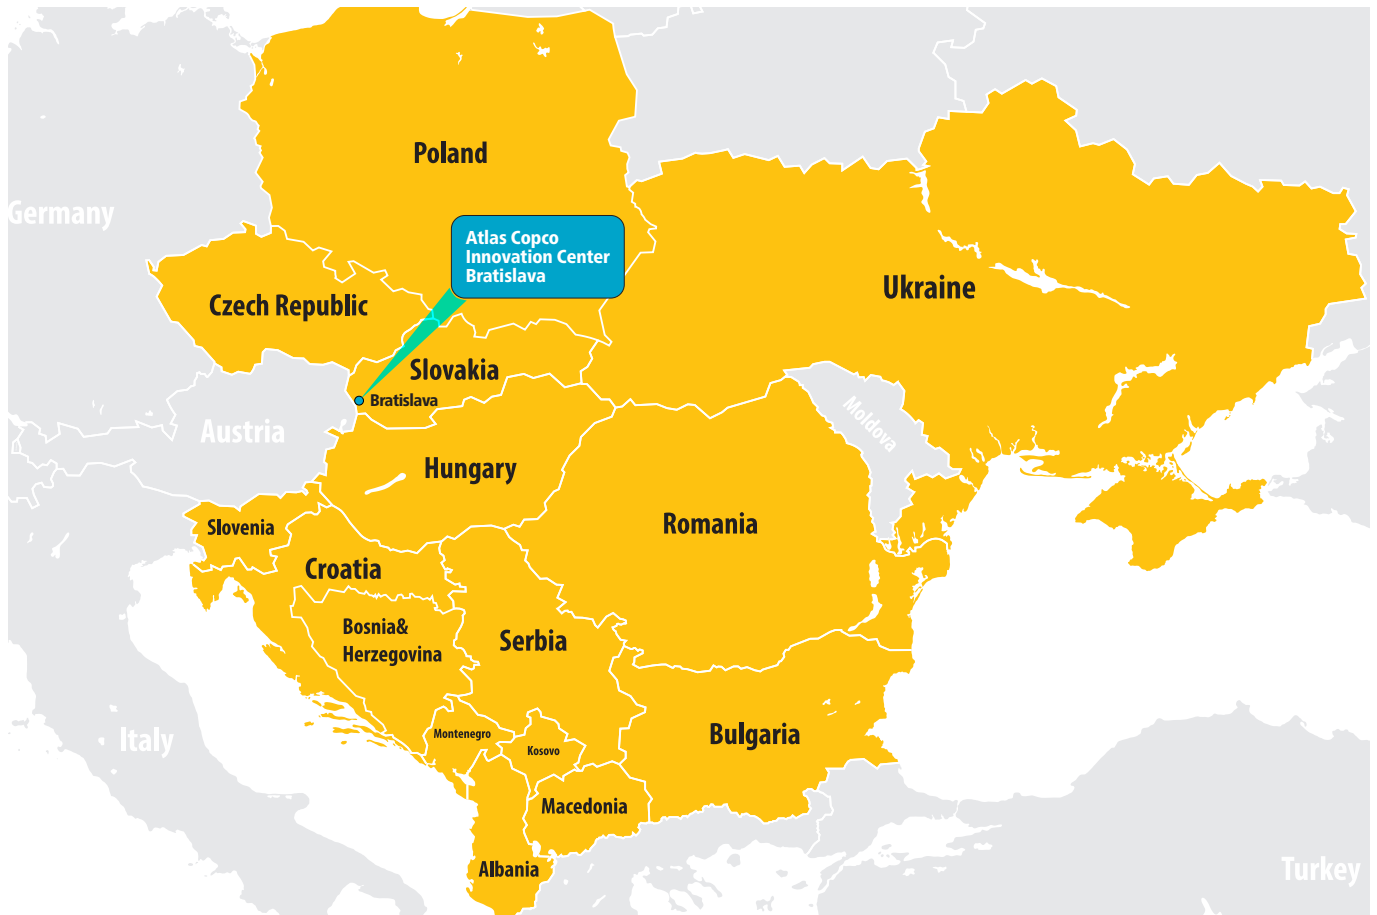 Poland
Germany
Atlas Copco
Innovation Center
Bratislava
Ukraine
Czech Republic
Slovakia
Bratislava
Moldova
Austria
Hungary
Romania
Slovenia
Croatia
Bosnia&
Herzegovina
Serbia
Montenegro
Kosovo
Bulgaria
Italy
Macedonia
Albania
Turkey